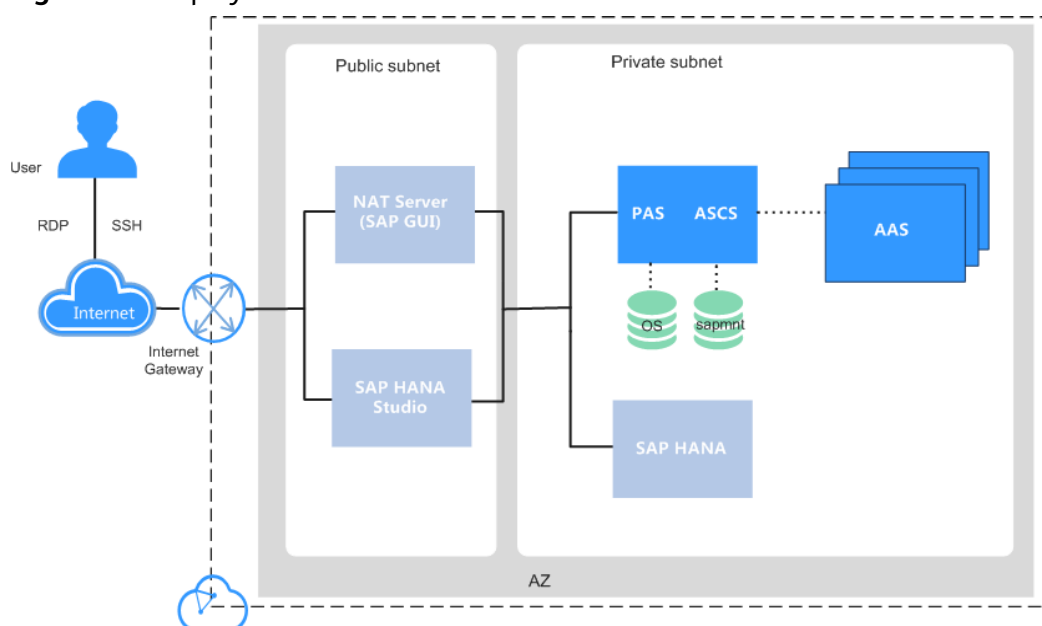 Public subnet
Private subnet
User
RDP
SSH
Internet
Internet
Gateway
NAT Server
(SAP GUI)
SAP HANA
Studio
PAS
ASCS
AAS
OS
sapmnt
SAP HANA
AZ